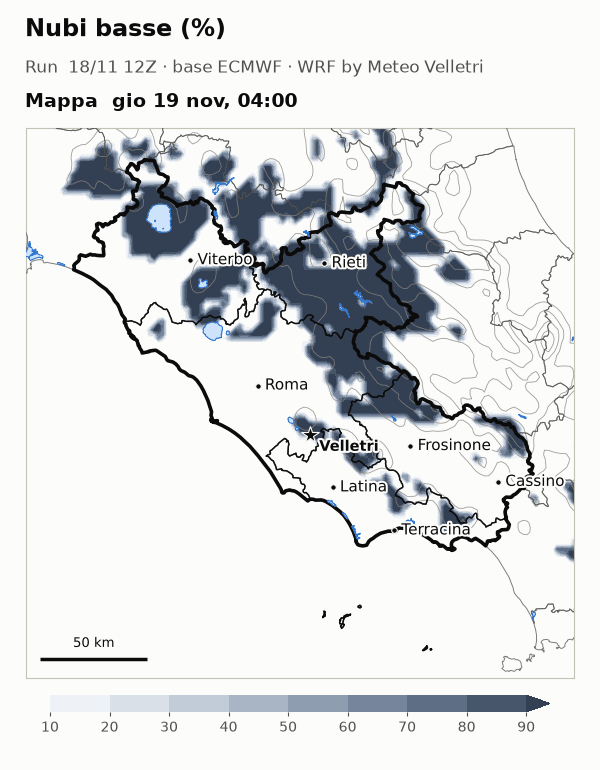 Nubi basse (%)
Run  18/11 12Z · base ECMWF · WRF by Meteo Velletri
Mappa  gio 19 nov, 04:00
Viterbo
Rieti
Roma
Velletri
Frosinone
Latina
Cassino
Terracina
50 km
10 20 30 40 50 60 70 80 90